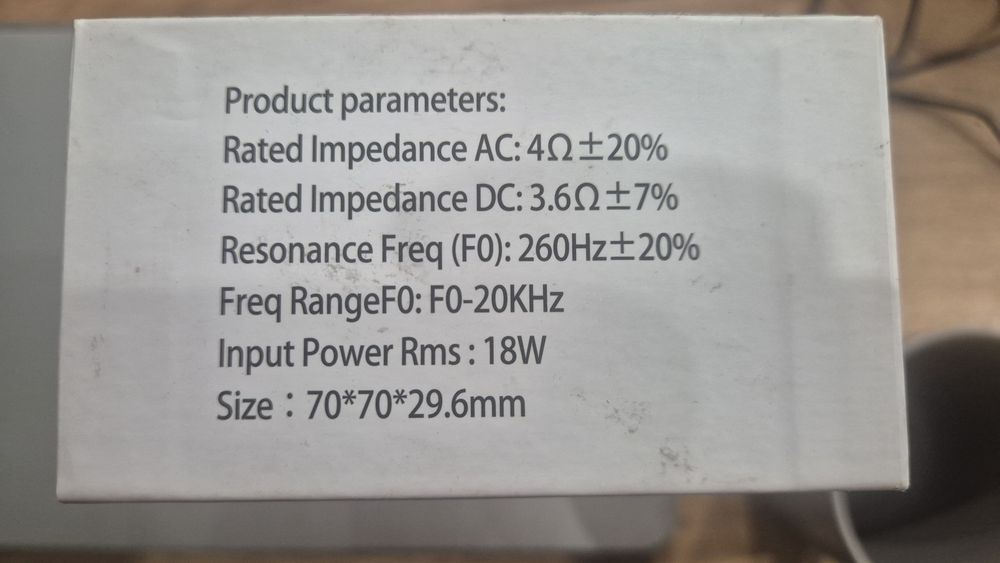 Product parameters:
Rated Impedance AC: 4Ω±20%
Rated Impedance DC: 3.6Ω±7%
Resonance Freq (F0): 260Hz±20%
Freq RangeF0: F0-20KHz
Input Power Rms : 18W
Size：70*70*29.6mm